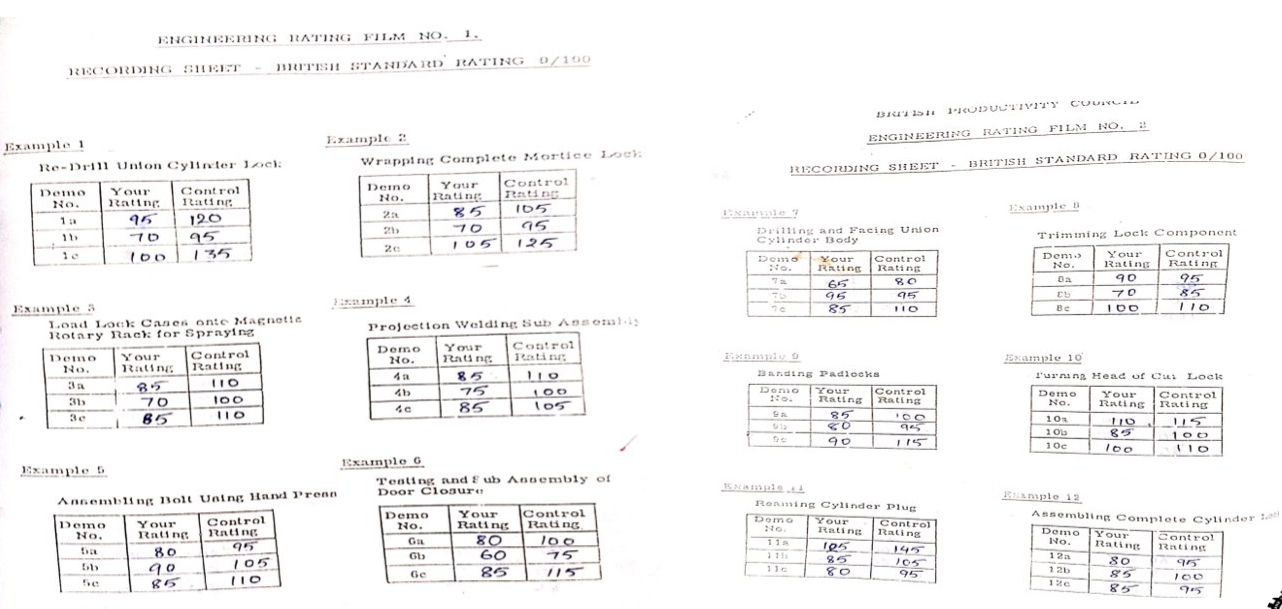 ENGINEERING RATING FILM NO. 1.
RECORDING SHEET - BRITISH STANDARD RATING 0/100
Example 1
Re-Drill Union Cylinder Lock
Demo No. Your Rating Control Rating
1a 95 120
1b 70 95
1c 100 135
Example 2
Wrapping Complete Mortice Lock
Demo No. Your Rating Control Rating
2a 85 105
2b 70 95
2c 105 125
Example 3
Load Lock Cases onto Magnetic
Rotary Rack for Spraying
Demo No. Your Rating Control Rating
3a 85 110
3b 70 100
3c 85 110
Example 4
Projection Welding Sub Assembly
Demo No. Your Rating Control Rating
4a 85 110
4b 75 100
4c 85 105
Example 5
Assembling Bolt Using Hand Press
Demo No. Your Rating Control Rating
5a 80 95
5b 90 105
5c 85 110
Example 6
Testing and Sub Assembly of
Door Closure
Demo No. Your Rating Control Rating
6a 80 100
6b 60 75
6c 85 115
BRITISH PRODUCTIVITY COUNCIL
ENGINEERING RATING FILM NO. 2
RECORDING SHEET - BRITISH STANDARD RATING 0/100
Example 7
Drilling and Facing Union
Cylinder Body
Demo No. Your Rating Control Rating
7a 65 80
7b 95 95
7c 85 110
Example 8
Trimming Lock Component
Demo No. Your Rating Control Rating
8a 90 95
8b 70 85
8c 100 110
Example 9
Banding Padlocks
Demo No. Your Rating Control Rating
9a 85 100
9b 80 95
9c 90 115
Example 10
Turning Head of Cui Lock
Demo No. Your Rating Control Rating
10a 110 115
10b 85 100
10c 100 110
Example 11
Reaming Cylinder Plug
Demo No. Your Rating Control Rating
11a 125 145
11b 85 105
11c 80 95
Example 12
Assembling Complete Cylinder Lock
Demo No. Your Rating Control Rating
12a 80 95
12b 85 100
12c 85 95